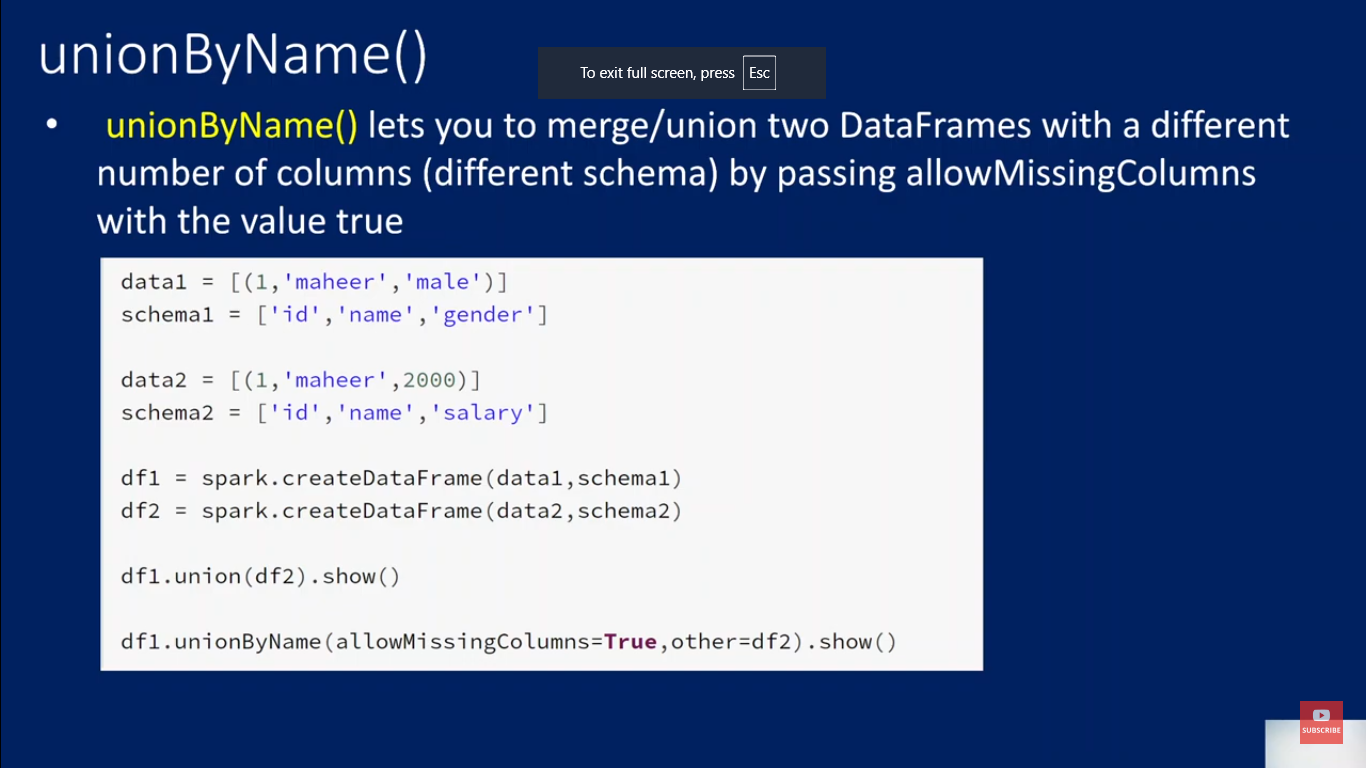 unionByName()
To exit full screen, press Esc
• unionByName() lets you to merge/union two DataFrames with a different
number of columns (different schema) by passing allowMissingColumns
with the value true
data1 = [(1,'maheer','male')]
schema1 = ['id','name','gender']
data2 = [(1,'maheer',2000)]
schema2 = ['id','name','salary']
df1 = spark.createDataFrame(data1,schema1)
df2 = spark.createDataFrame(data2,schema2)
df1.union(df2).show()
df1.unionByName(allowMissingColumns=True,other=df2).show()
SUBSCRIBE